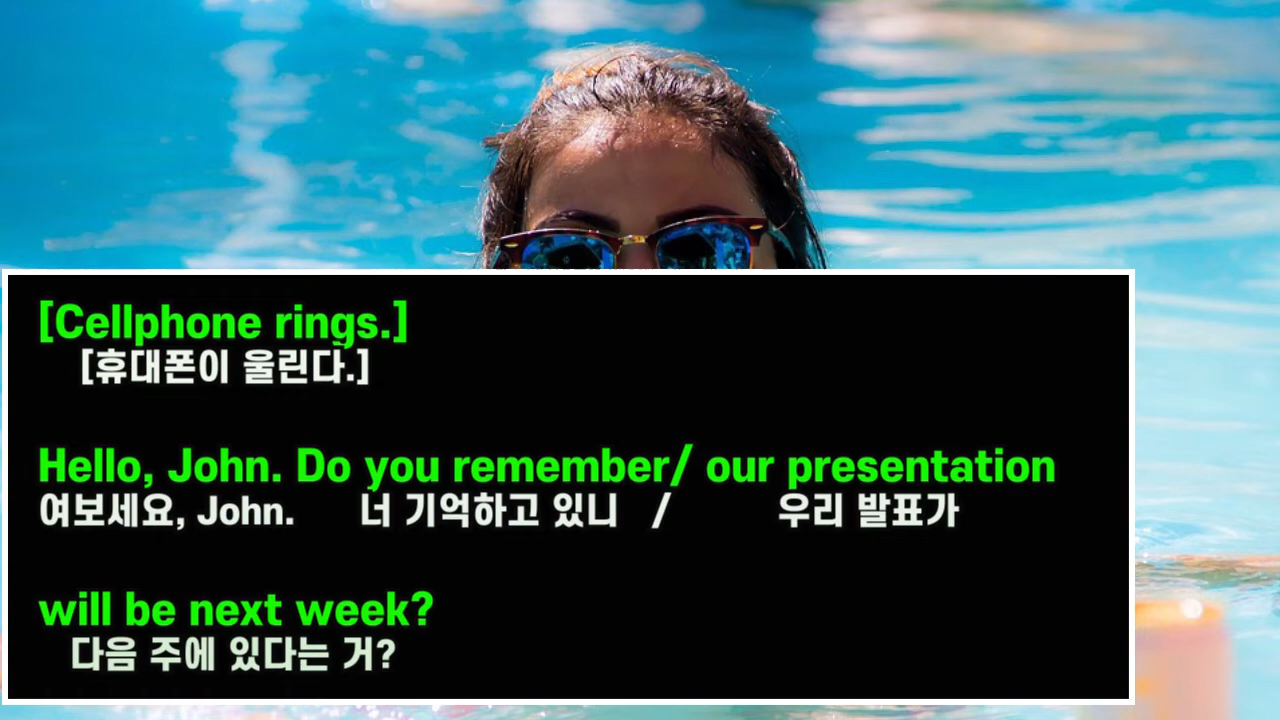 [Cellphone rings.]
[휴대폰이 울린다.]
Hello, John. Do you remember/ our presentation
여보세요, John. 너 기억하고 있니 / 우리 발표가
will be next week?
다음 주에 있다는 거?